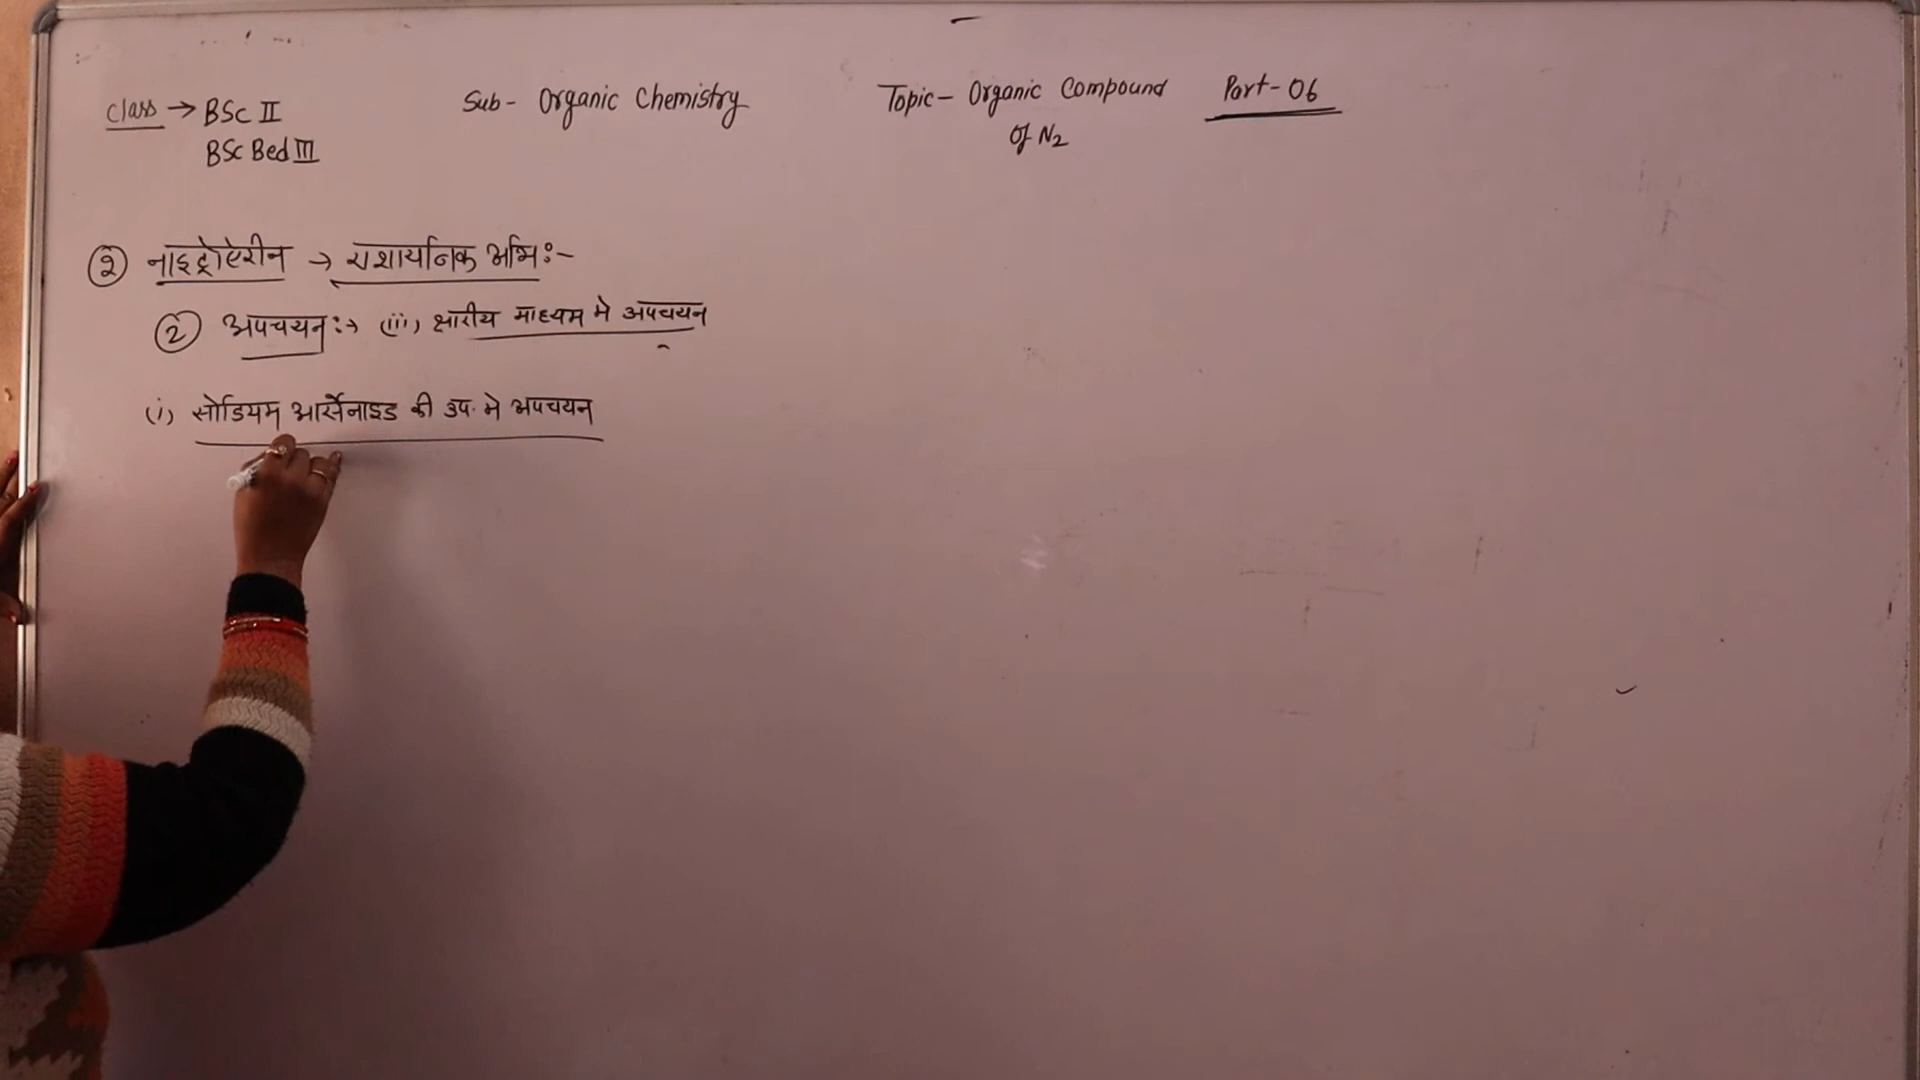 Class → BSc II
BSc Bed III
Sub- Organic Chemistry
Topic- Organic Compound
of N2
Part-06
② नाइट्रोऐरीन → राशायनिक अभि॰:-
② अपचयन:→ (iii) क्षारीय माध्यम मे अपचयन
(i) सोडियम आर्सेनाइड की उप. मे अपचयन